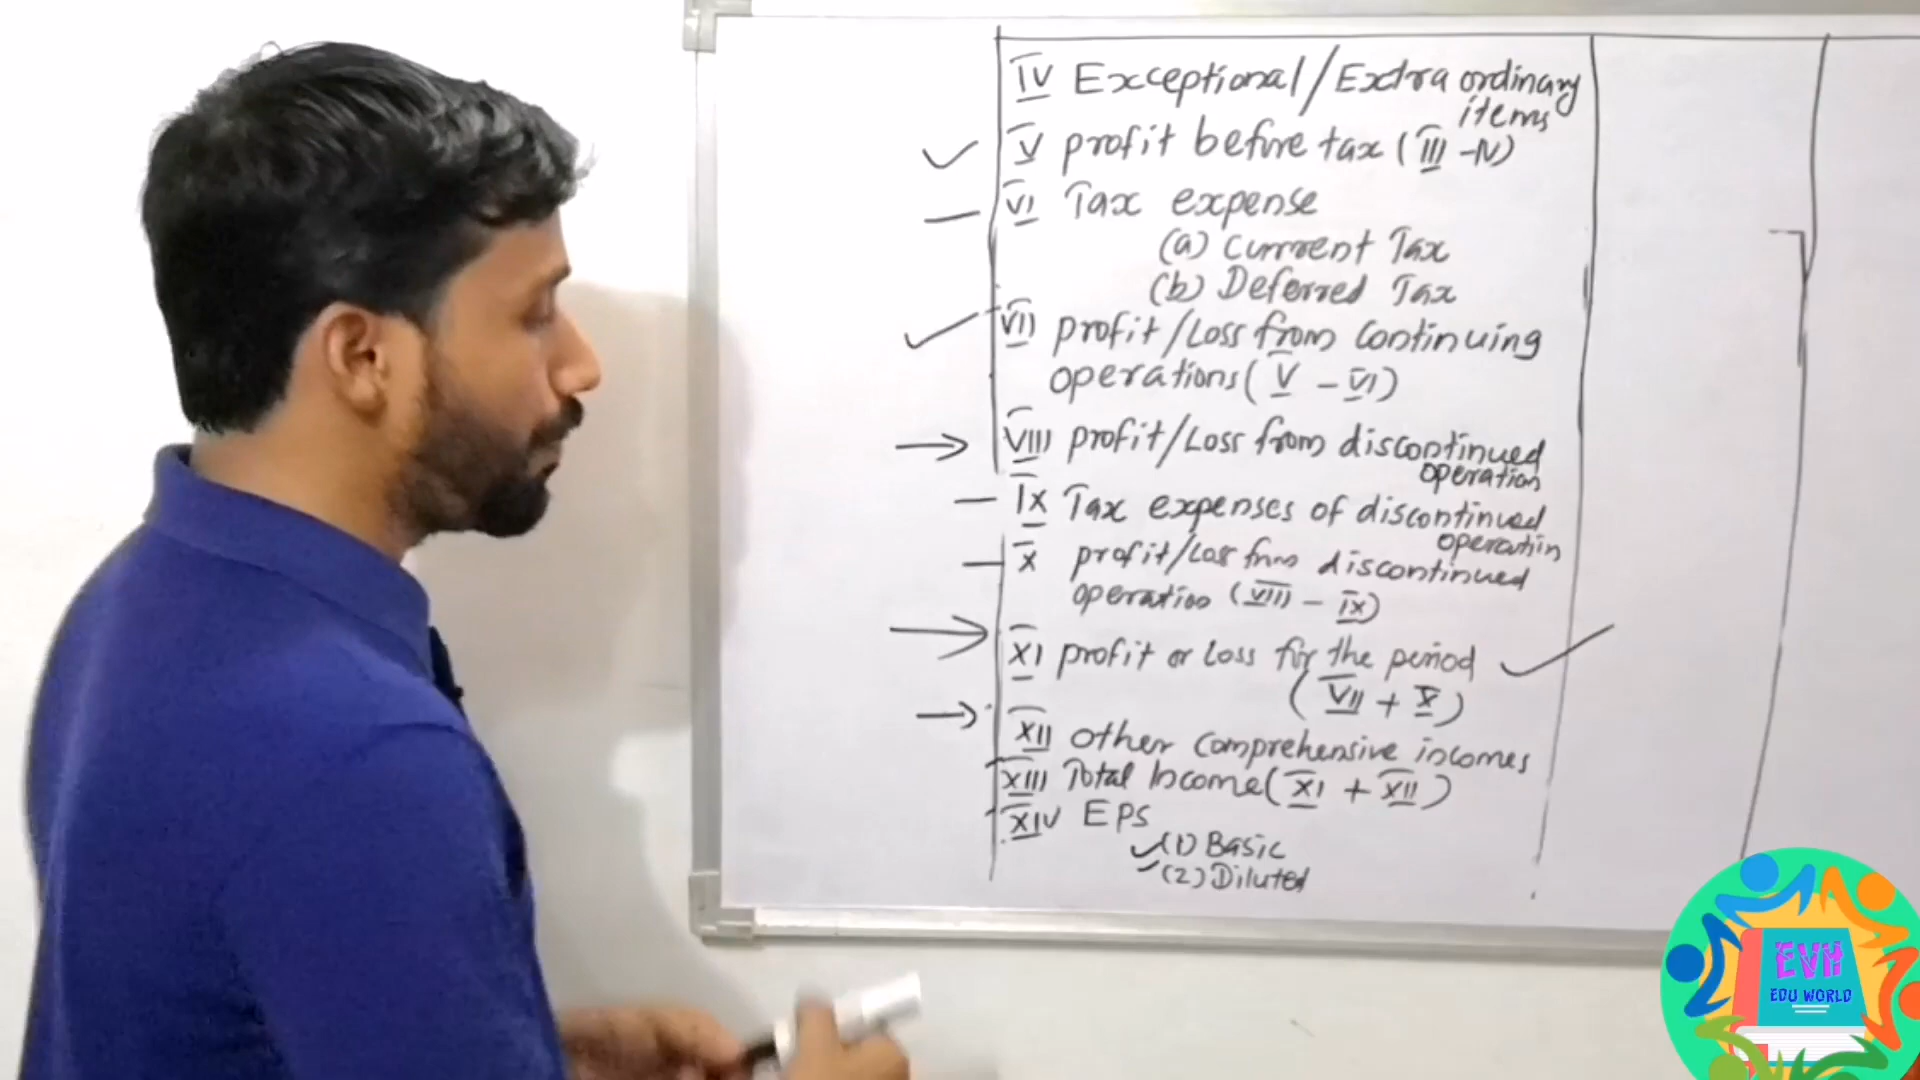 IV Exceptional/Extra ordinary
items
V profit before tax (III - IV)
VI Tax expense
(a) Current Tax
(b) Deferred Tax
VII profit/Loss from continuing
operations (V - VI)
VIII profit/Loss from discontinued
operation
IX Tax expenses of discontinued
operation
X profit/Loss from discontinued
operation (VIII - IX)
XI profit or Loss for the period
(VII + X)
XII other comprehensive incomes
XIII Total Income (XI + XII)
XIV EPS
(1) Basic
(2) Diluted
EVH
EDU WORLD